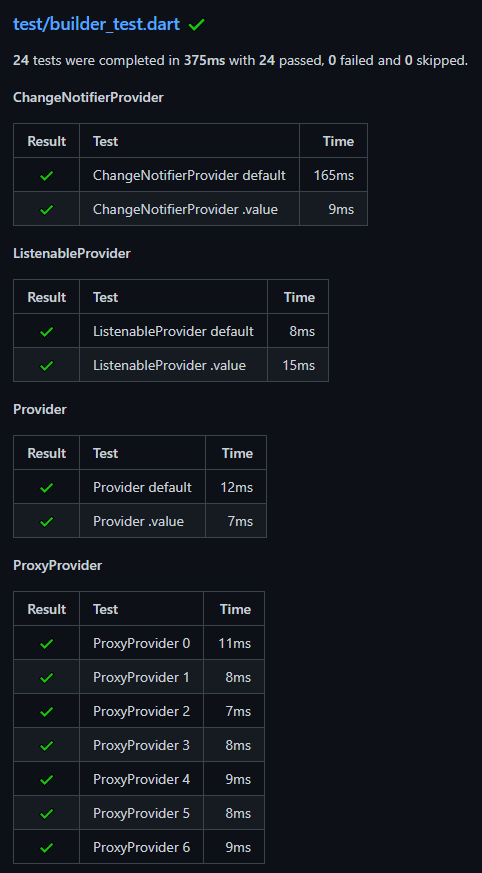 test/builder_test.dart ✓
24 tests were completed in 375ms with 24 passed, 0 failed and 0 skipped.
ChangeNotifierProvider
Result Test Time
✓ ChangeNotifierProvider default 165ms
✓ ChangeNotifierProvider .value 9ms
ListenableProvider
Result Test Time
✓ ListenableProvider default 8ms
✓ ListenableProvider .value 15ms
Provider
Result Test Time
✓ Provider default 12ms
✓ Provider .value 7ms
ProxyProvider
Result Test Time
✓ ProxyProvider 0 11ms
✓ ProxyProvider 1 8ms
✓ ProxyProvider 2 7ms
✓ ProxyProvider 3 8ms
✓ ProxyProvider 4 9ms
✓ ProxyProvider 5 8ms
✓ ProxyProvider 6 9ms